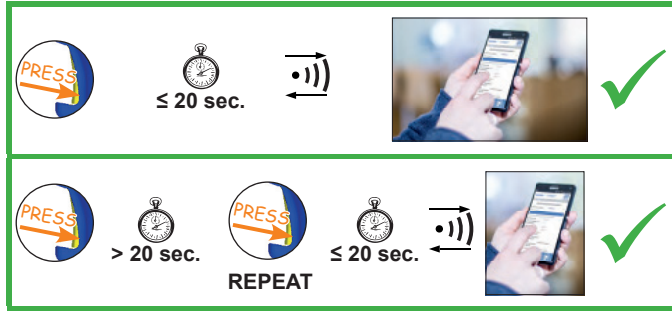 PRESS
≤ 20 sec.
PRESS
> 20 sec.
PRESS
REPEAT
≤ 20 sec.